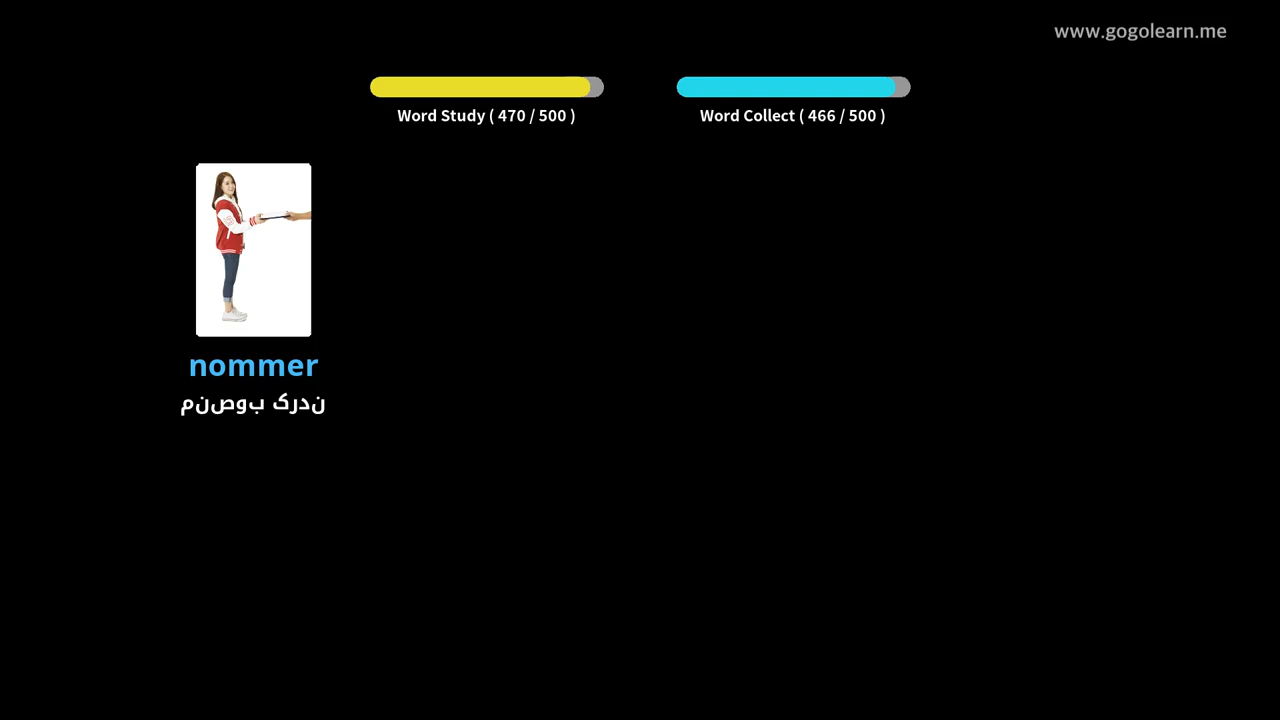 www.gogolearn.me
Word Study ( 470 / 500 )
Word Collect ( 466 / 500 )
nommer
منصوب کردن